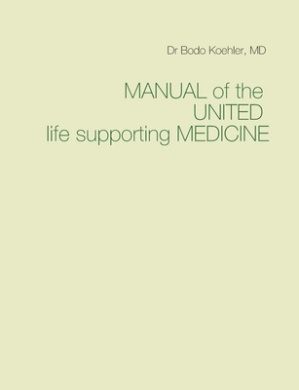 Dr Bodo Koehler, MD
MANUAL of the
UNITED
life supporting MEDICINE